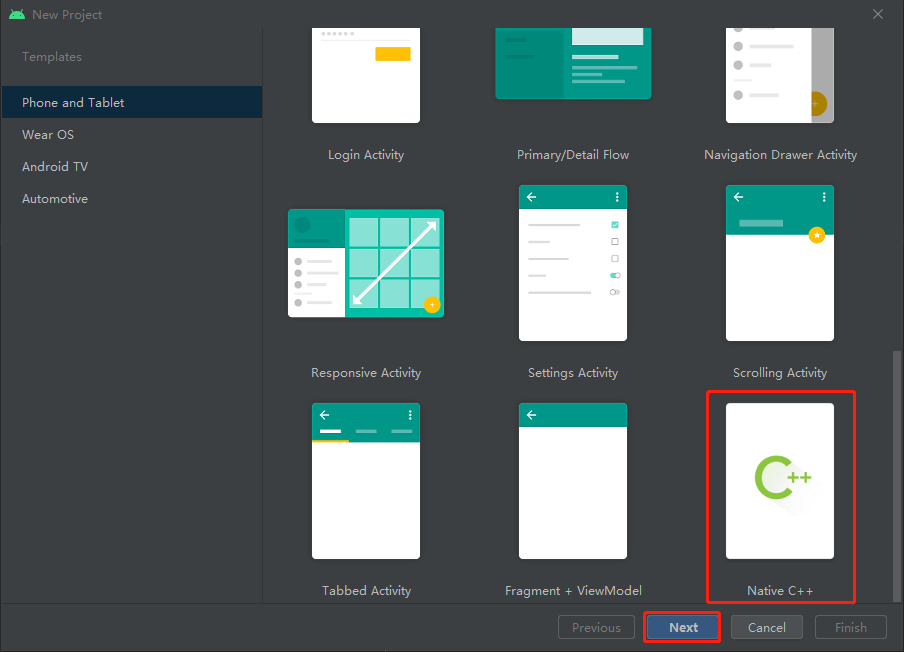 New Project
Templates
Phone and Tablet
Wear OS
Android TV
Automotive
Login Activity
Primary/Detail Flow
Navigation Drawer Activity
Responsive Activity
Settings Activity
Scrolling Activity
C++
Tabbed Activity
Fragment + ViewModel
Native C++
Previous
Next
Cancel
Finish